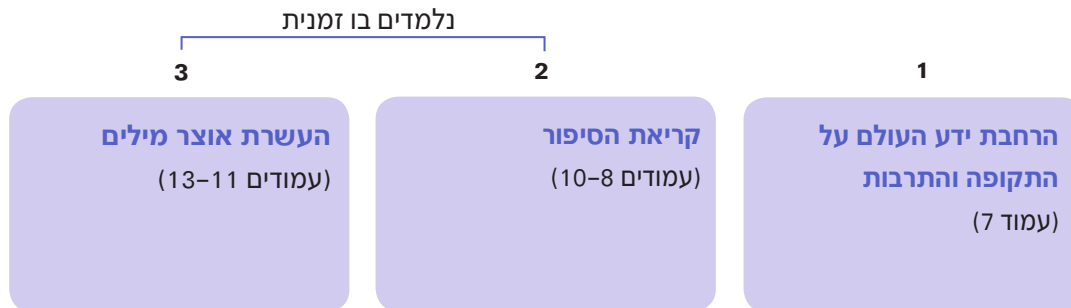 נלמדים בו זמנית
1
הרחבת ידע העולם על
התקופה והתרבות
(עמוד 7)
2
קריאת הסיפור
(עמודים 8–10)
3
העשרת אוצר מילים
(עמודים 11–13)